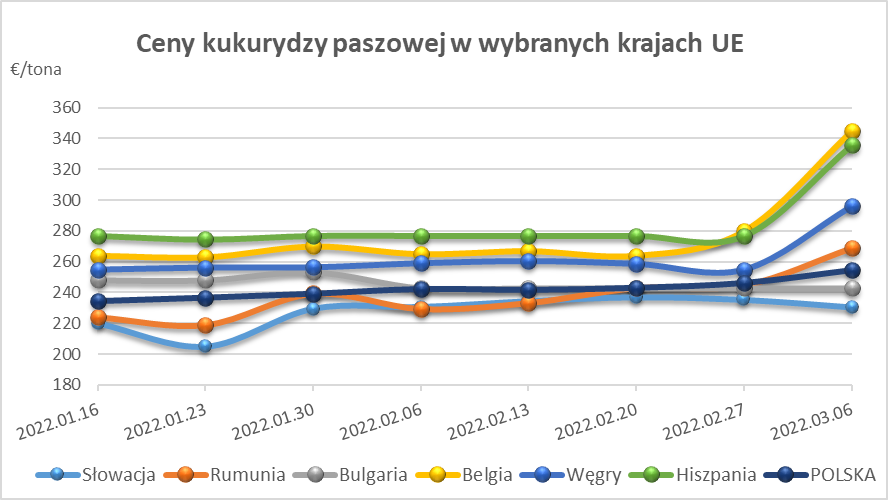 Ceny kukurydzy paszowej w wybranych krajach UE
€/tona
360
340
320
300
280
260
240
220
200
180
2022.01.16 2022.01.23 2022.01.30 2022.02.06 2022.02.13 2022.02.20 2022.02.27 2022.03.06
Słowacja Rumunia Bulgaria Belgia Węgry Hiszpania POLSKA